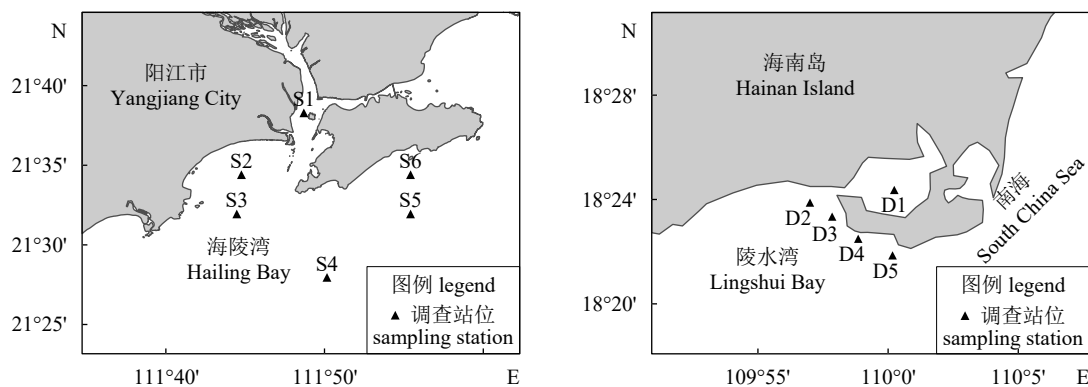 N
阳江市
Yangjiang City
21°40'
S1
21°35'
S2
S6
S3
S5
21°30'
海陵湾
Hailing Bay
S4
图例 legend
▲ 调查站位
sampling station
21°25'
111°40'
111°50'
E
N
海南岛
Hainan Island
18°28'
18°24'
D1
南海
South China Sea
D2
D3
D4
D5
陵水湾
Lingshui Bay
18°20'
图例 legend
▲ 调查站位
sampling station
109°55'
110°0'
110°5'
E